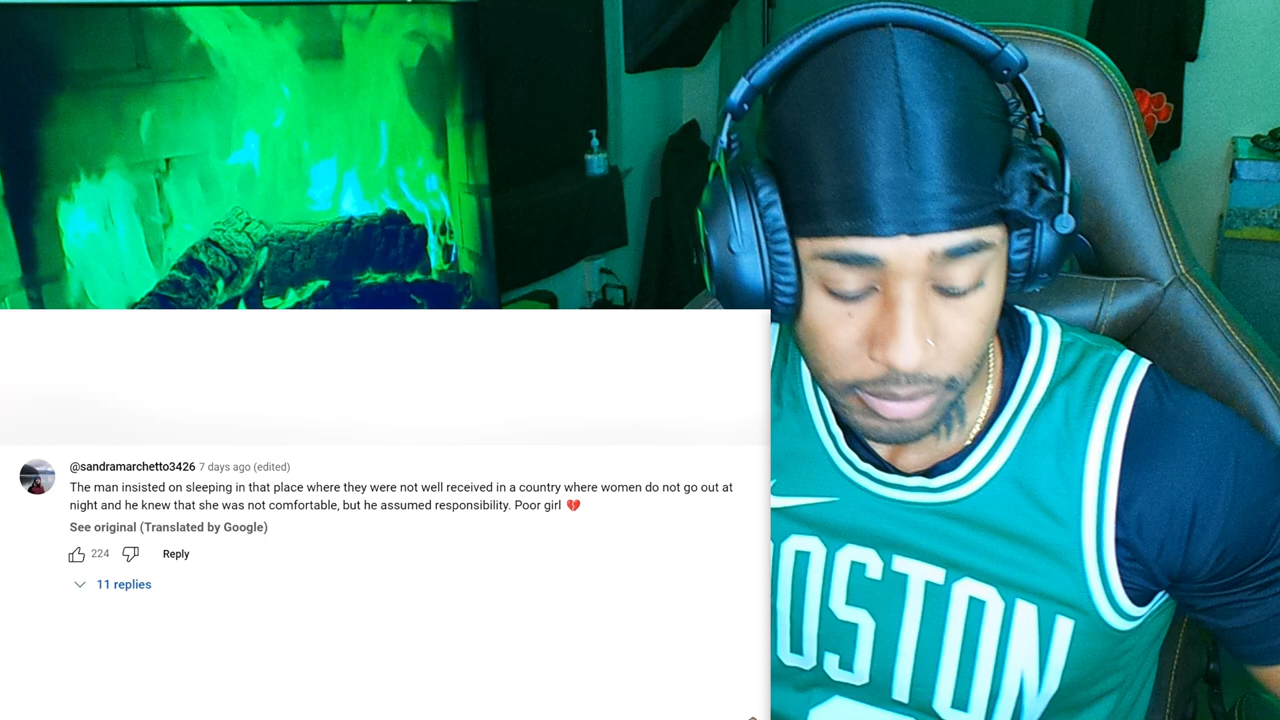 @sandramarchetto3426 7 days ago (edited)
The man insisted on sleeping in that place where they were not well received in a country where women do not go out at
night and he knew that she was not comfortable, but he assumed responsibility. Poor girl 💔
See original (Translated by Google)
224 Reply
11 replies
BOSTON